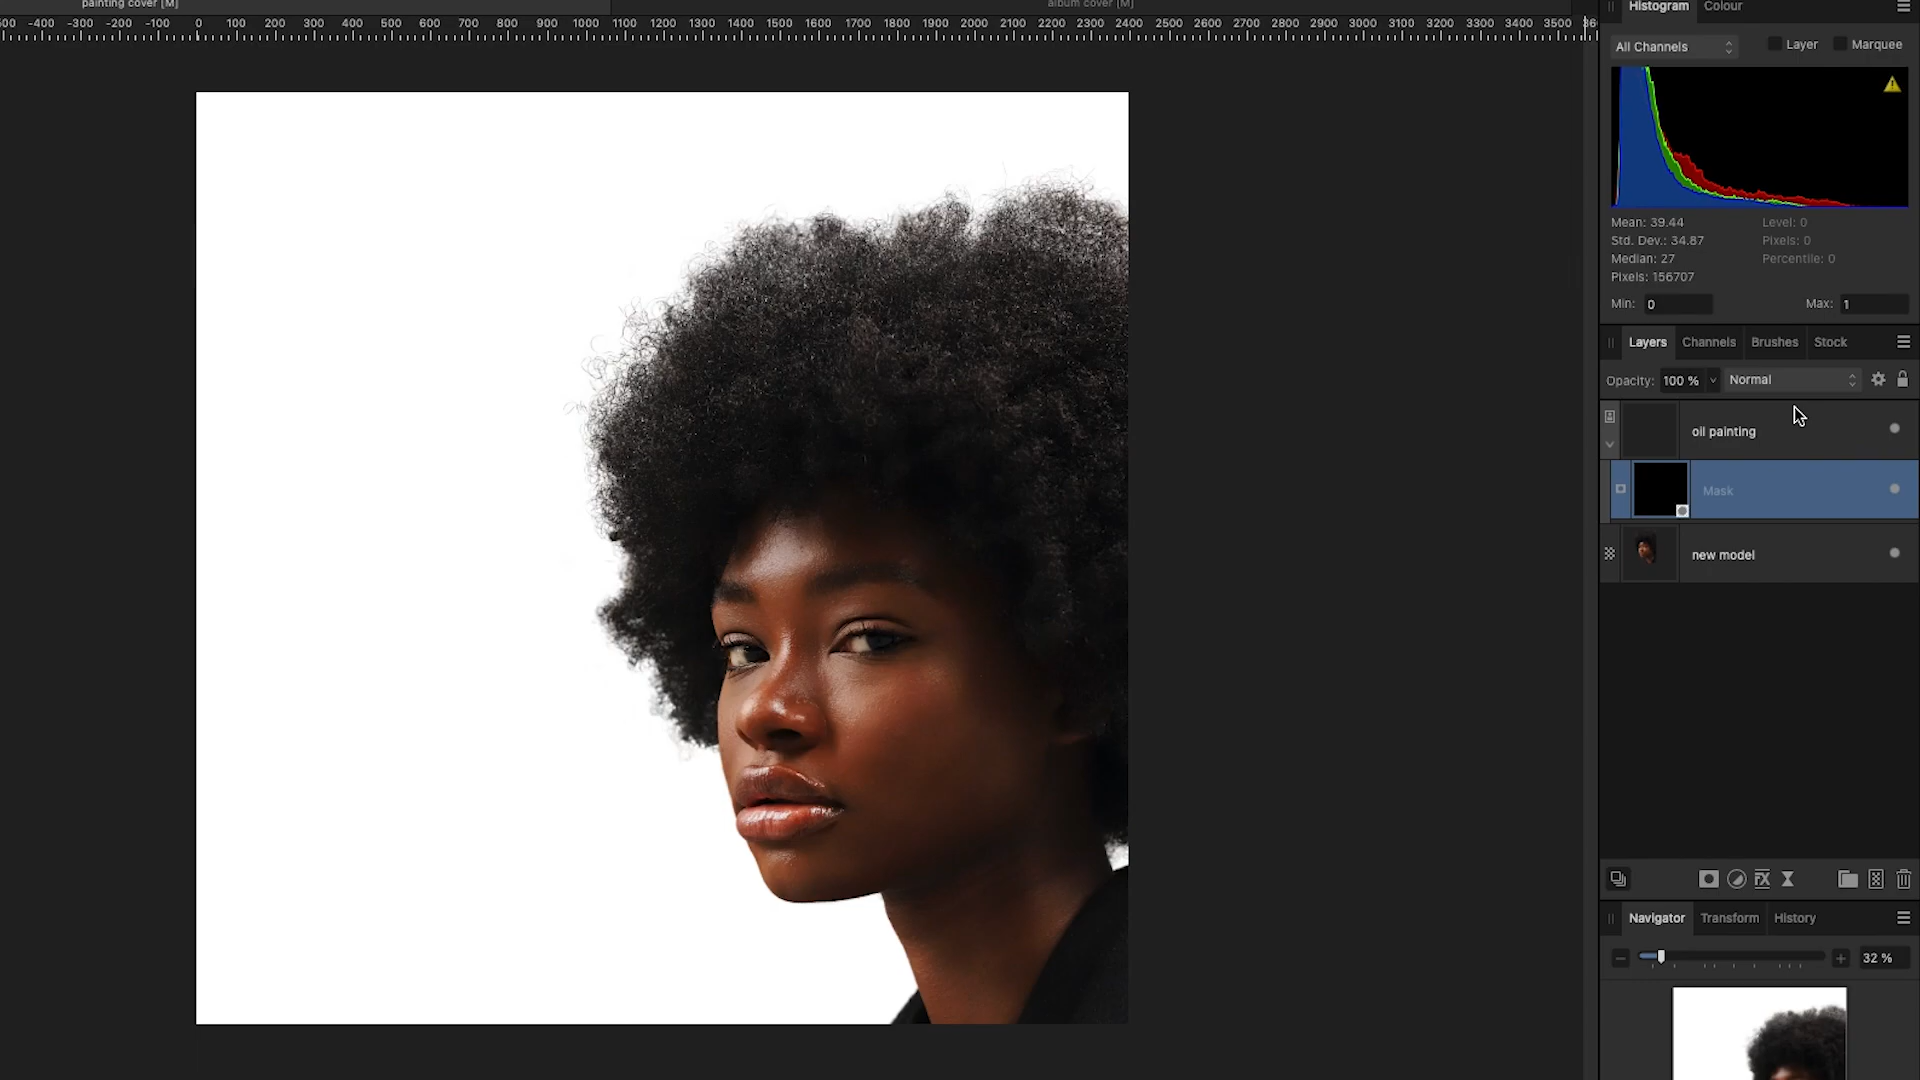 painting cover [M]
album cover [M]
-400 -300 -200 -100 0 100 200 300 400 500 600 700 800 900 1000 1100 1200 1300 1400 1500 1600 1700 1800 1900 2000 2100 2200 2300 2400 2500 2600 2700 2800 2900 3000 3100 3200 3300 3400 3500
Histogram Colour
All Channels Layer Marquee
Mean: 39.44 Level: 0
Std. Dev.: 34.87 Pixels: 0
Median: 27 Percentile: 0
Pixels: 156707
Min: 0 Max: 1
Layers Channels Brushes Stock
Opacity: 100 % Normal
oil painting
Mask
new model
Navigator Transform History
32 %